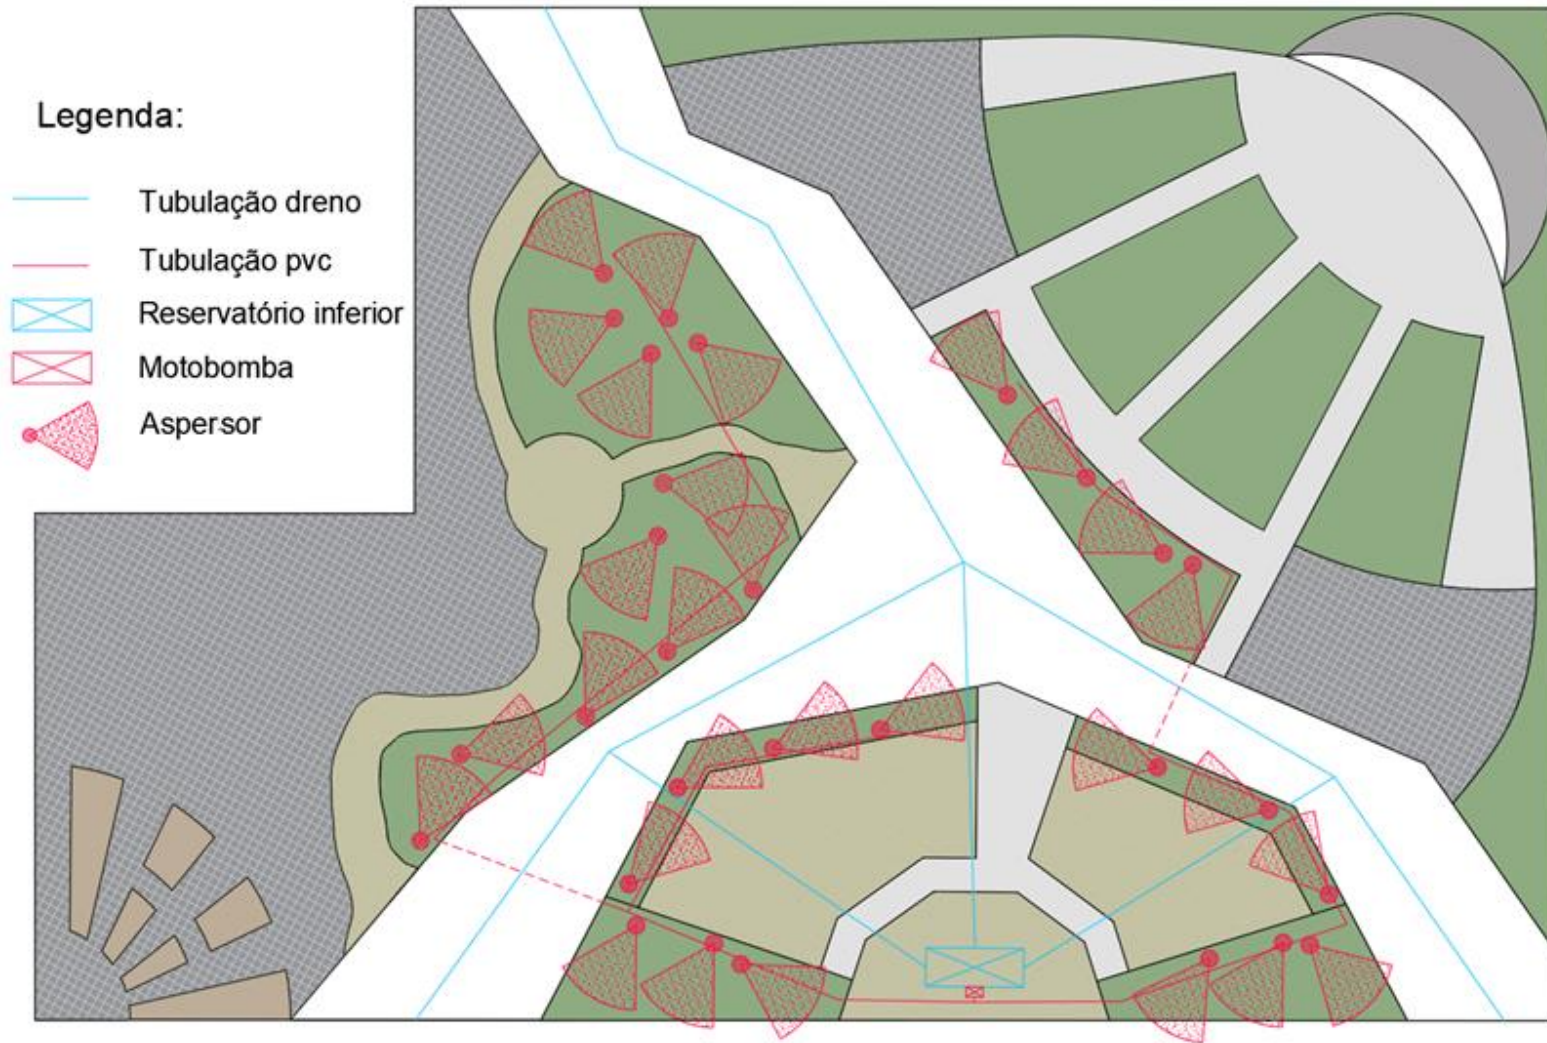 Legenda:
Tubulação dreno
Tubulação pvc
Reservatório inferior
Motobomba
Aspersor